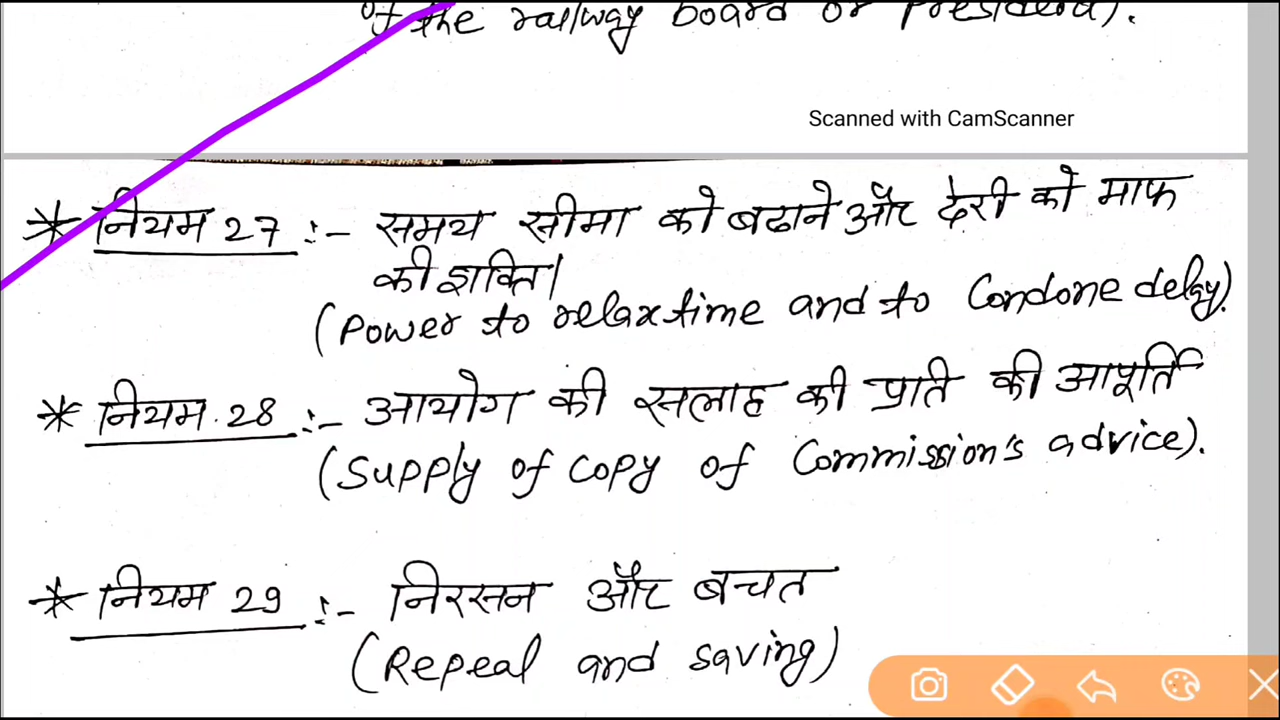 of the railway board or President).
Scanned with CamScanner
* नियम 27 :- समय सीमा को बढाने और देरी को माफ
की शक्ति।
(Power to relax time and to Condone delay).
* नियम 28 :- आयोग की सलाह की प्रति की आपूर्ति
(Supply of Copy of Commission's advice).
* नियम 29 :- निरसन और बचत
(Repeal and saving)